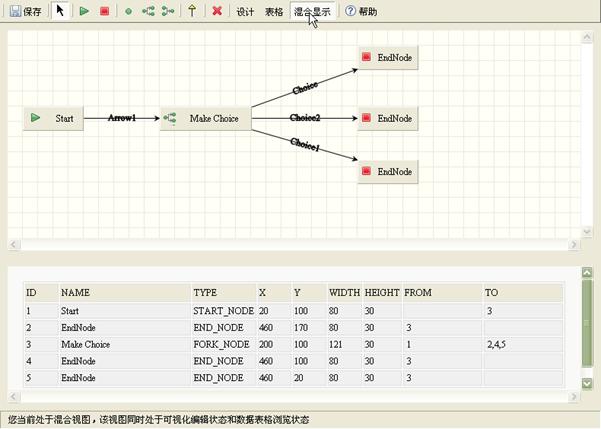 保存 设计 表格 混合显示 帮助
EndNode
Choice
Start Arrow1 Make Choice Choice2 EndNode
Choice1
EndNode
ID NAME TYPE X Y WIDTH HEIGHT FROM TO
1 Start START_NODE 20 100 80 30 3
2 EndNode END_NODE 460 170 80 30 3
3 Make Choice FORK_NODE 200 100 121 30 1 2,4,5
4 EndNode END_NODE 460 100 80 30 3
5 EndNode END_NODE 460 20 80 30 3
您当前处于混合视图，该视图同时处于可视化编辑状态和数据表格浏览状态